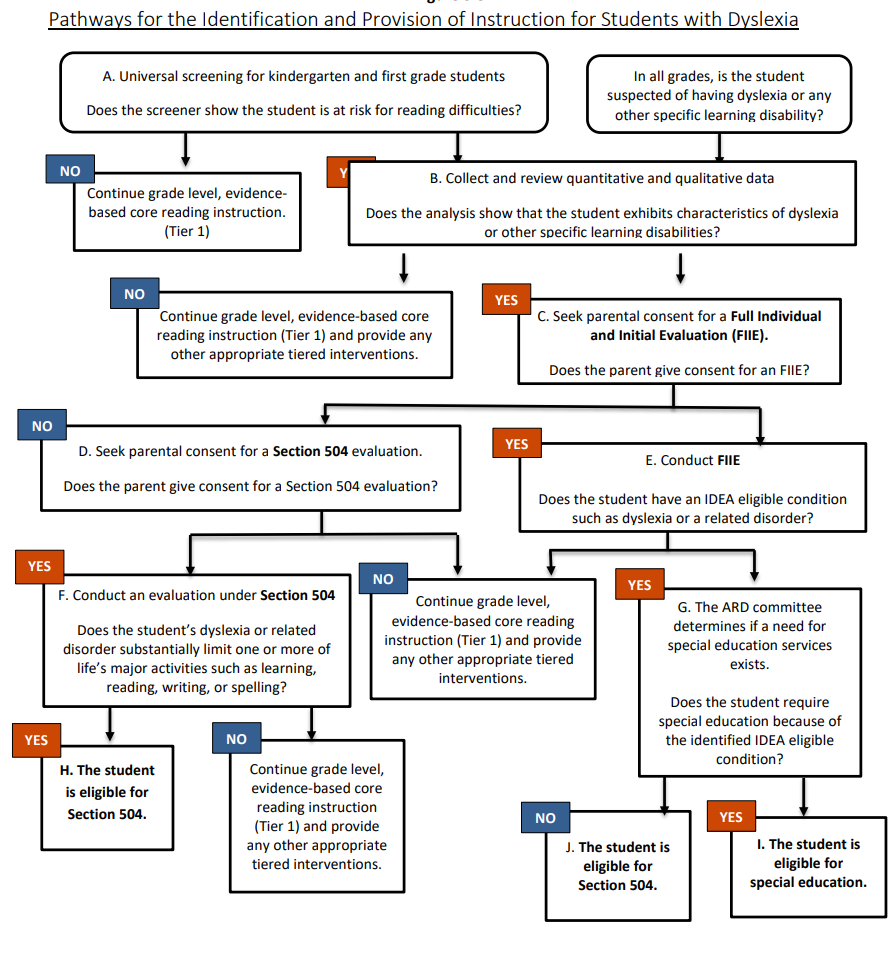 Pathways for the Identification and Provision of Instruction for Students with Dyslexia
A. Universal screening for kindergarten and first grade students
Does the screener show the student is at risk for reading difficulties?
In all grades, is the student
suspected of having dyslexia or any
other specific learning disability?
NO
Continue grade level, evidence-
based core reading instruction.
(Tier 1)
Y
B. Collect and review quantitative and qualitative data
Does the analysis show that the student exhibits characteristics of dyslexia
or other specific learning disabilities?
NO
Continue grade level, evidence-based core
reading instruction (Tier 1) and provide any
other appropriate tiered interventions.
YES
C. Seek parental consent for a Full Individual
and Initial Evaluation (FIIE).
Does the parent give consent for an FIIE?
NO
D. Seek parental consent for a Section 504 evaluation.
Does the parent give consent for a Section 504 evaluation?
YES
E. Conduct FIIE
Does the student have an IDEA eligible condition
such as dyslexia or a related disorder?
YES
F. Conduct an evaluation under Section 504
Does the student's dyslexia or related
disorder substantially limit one or more of
life's major activities such as learning,
reading, writing, or spelling?
NO
Continue grade level,
evidence-based core reading
instruction (Tier 1) and provide
any other appropriate tiered
interventions.
YES
G. The ARD committee
determines if a need for
special education services
exists.
Does the student require
special education because of
the identified IDEA eligible
condition?
YES
H. The student
is eligible for
Section 504.
NO
Continue grade level,
evidence-based core
reading instruction
(Tier 1) and provide
any other appropriate
tiered interventions.
NO
J. The student is
eligible for
Section 504.
YES
I. The student is
eligible for
special education.